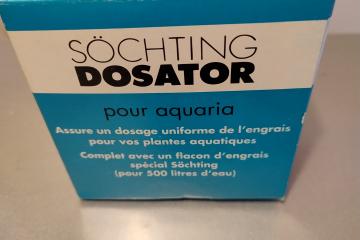 SÖCHTING
DOSATOR
pour aquaria
Assure un dosage uniforme de l'engrais
pour vos plantes aquatiques
Complet avec un flacon d'engrais
spécial Söchting
(pour 500 litres d'eau)